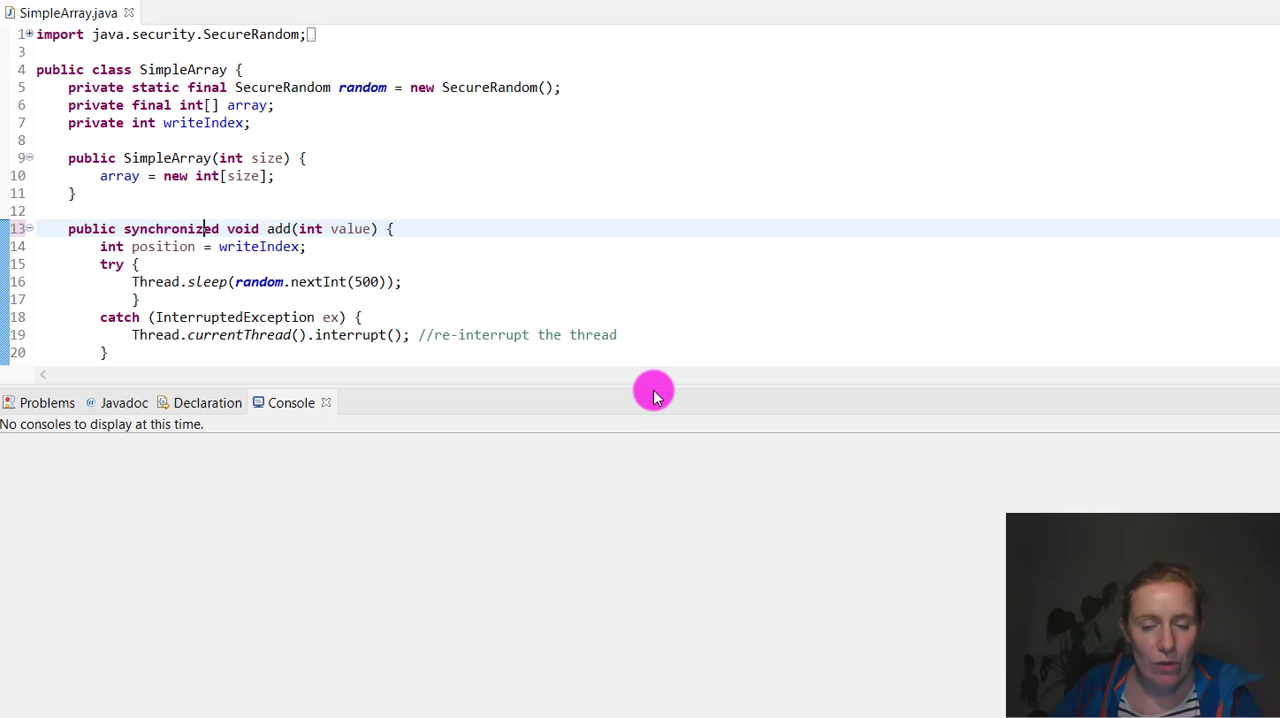 SimpleArray.java
1 import java.security.SecureRandom;
3
4 public class SimpleArray {
5 private static final SecureRandom random = new SecureRandom();
6 private final int[] array;
7 private int writeIndex;
8
9 public SimpleArray(int size) {
10 array = new int[size];
11 }
12
13 public synchronized void add(int value) {
14 int position = writeIndex;
15 try {
16 Thread.sleep(random.nextInt(500));
17 }
18 catch (InterruptedException ex) {
19 Thread.currentThread().interrupt(); //re-interrupt the thread
20 }
Problems @ Javadoc Declaration Console
No consoles to display at this time.